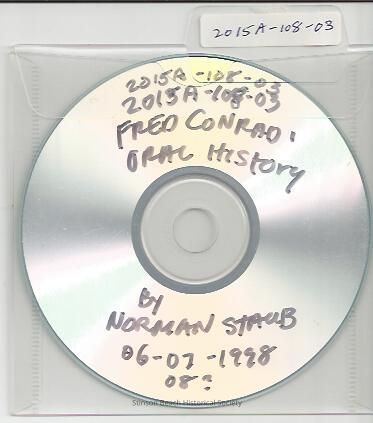 2015A-108-03
2015A-108-03
2015A-108-03
FRED CONRAD:
ORAL HISTORY
By
NORMAN STAUB
06-07-1998
08?
Stinson Beach Historical Society